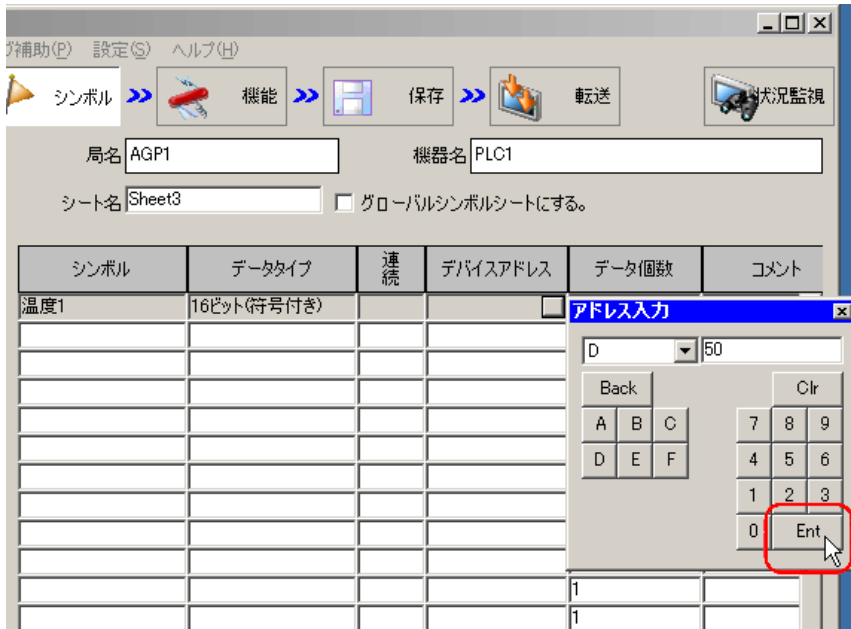 ブ補助(P) 設定(S) ヘルプ(H)
シンボル 機能 保存 転送 状況監視
局名 AGP1 機器名 PLC1
シート名 Sheet3 グローバルシンボルシートにする。
シンボル データタイプ 連続 デバイスアドレス データ個数 コメント
温度1 16ビット(符号付き)
アドレス入力
D 50
Back Clr
A B C 7 8 9
D E F 4 5 6
1 2 3
0 Ent
1
1